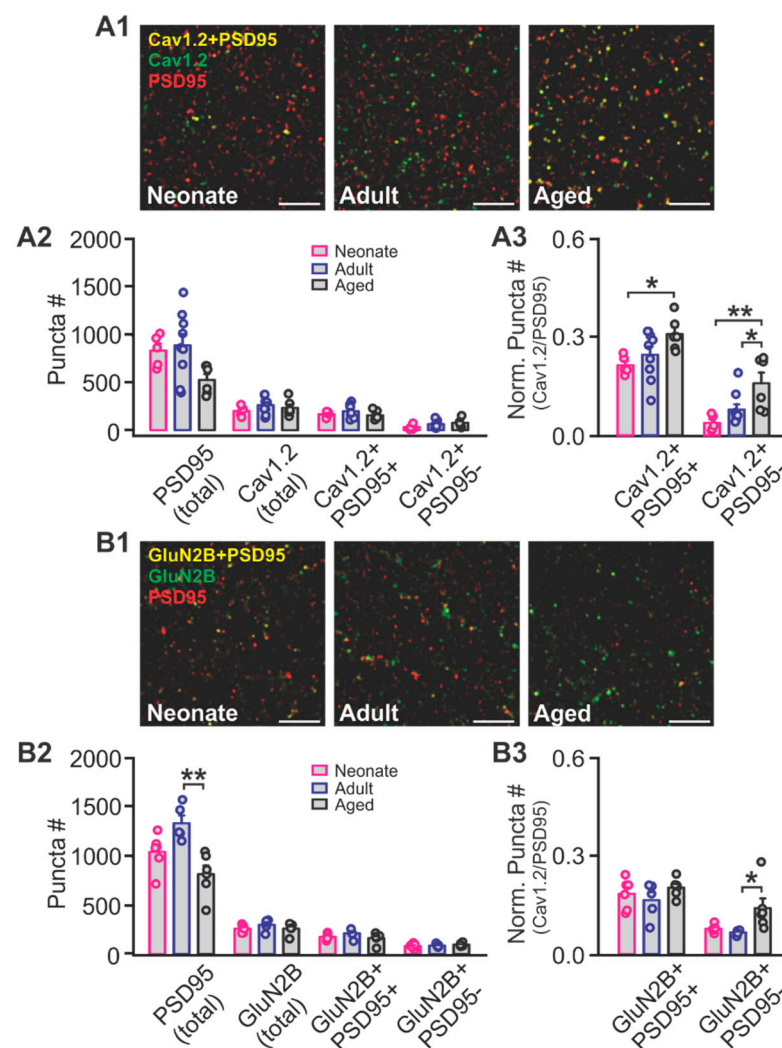 A1
Cav1.2+PSD95
Cav1.2
PSD95
Neonate
Adult
Aged
A2
2000
1500
1000
500
0
Puncta #
Neonate
Adult
Aged
PSD95
(total)
Cav1.2
(total)
Cav1.2+
PSD95+
Cav1.2+
PSD95-
A3
0.6
0.3
0.0
Norm. Puncta #
(Cav1.2/PSD95)
*
**
*
Cav1.2+
PSD95+
Cav1.2+
PSD95-
B1
GluN2B+PSD95
GluN2B
PSD95
Neonate
Adult
Aged
B2
2000
1500
1000
500
0
Puncta #
**
Neonate
Adult
Aged
PSD95
(total)
GluN2B
(total)
GluN2B+
PSD95+
GluN2B+
PSD95-
B3
0.6
0.3
0.0
Norm. Puncta #
(Cav1.2/PSD95)
*
GluN2B+
PSD95+
GluN2B+
PSD95-